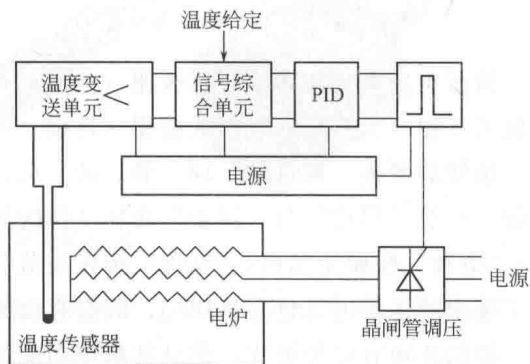 温度给定
温度变
送单元
信号综
合单元
PID
电源
电炉
电源
温度传感器
晶闸管调压